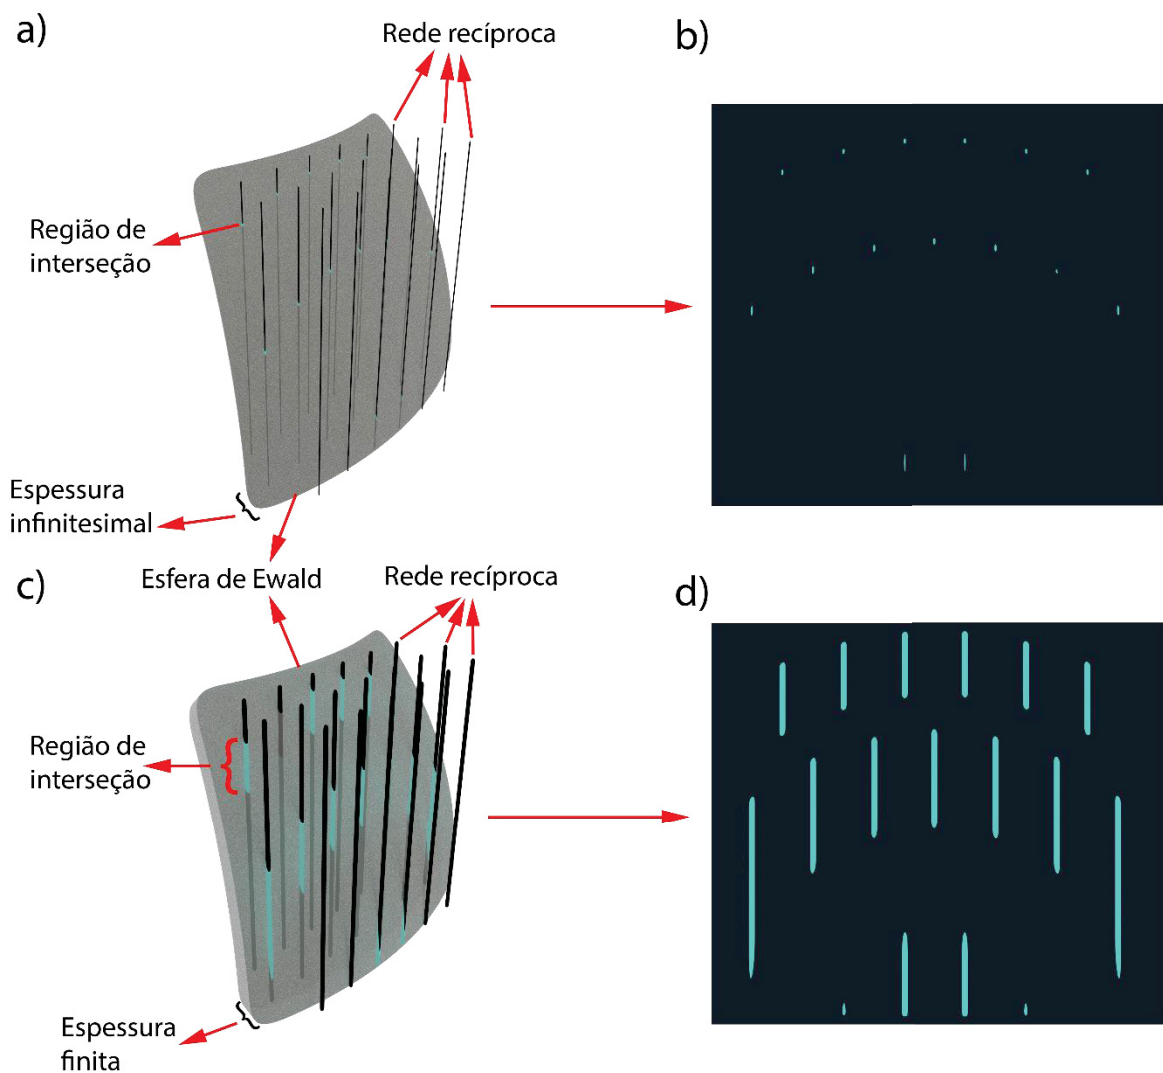 a)
Rede recíproca
b)
Região de
interseção
Espessura
infinitesimal
Esfera de Ewald
c)
Rede recíproca
d)
Região de
interseção
Espessura
finita